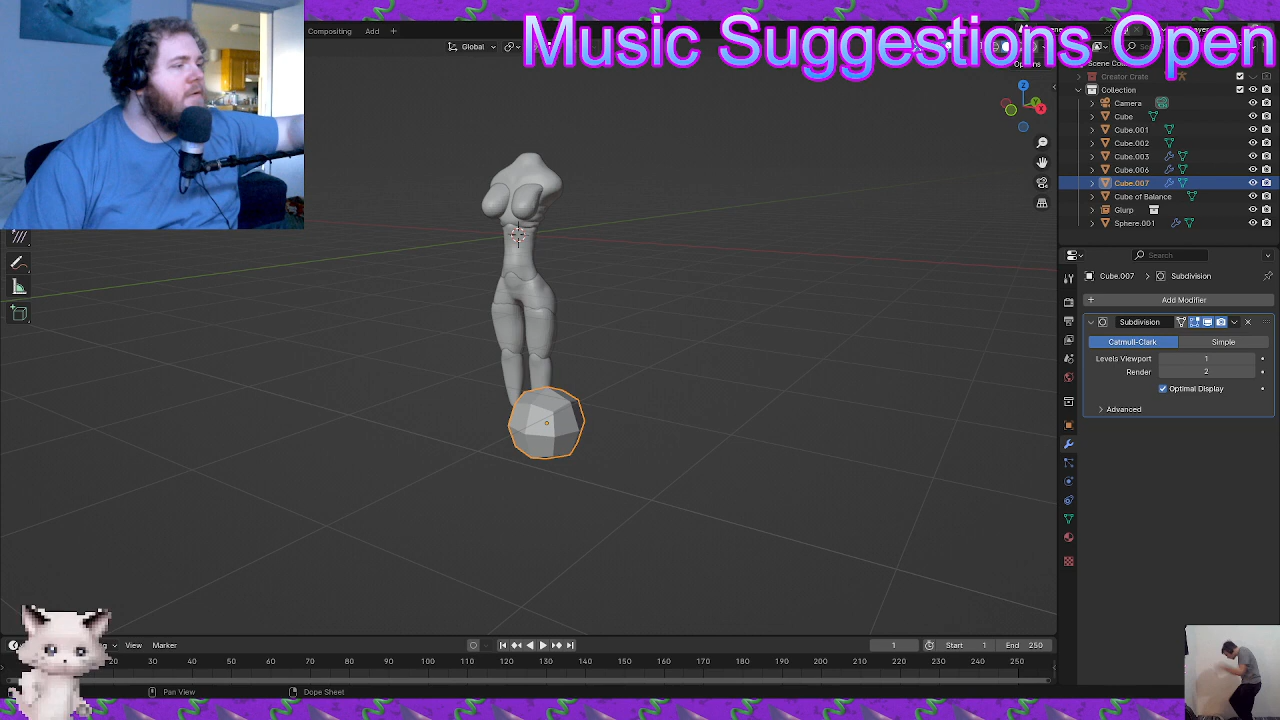 Music Suggestions Open
Compositing Add +
Global
Options
Creator Crate
Collection
Camera
Cube
Cube.001
Cube.002
Cube.003
Cube.006
Cube.007
Cube of Balance
Glurp
Sphere.001
Z
Y
X
Search
Cube.007 > Subdivision
+ Add Modifier
Subdivision
Catmull-Clark Simple
Levels Viewport 1
Render 2
Optimal Display
Advanced
View Marker
1 Start 1 End 250
20 30 40 50 60 70 80 90 100 110 120 130 140 150 160 170 180 190 200 210 220 230 240 250
Pan View Dope Sheet